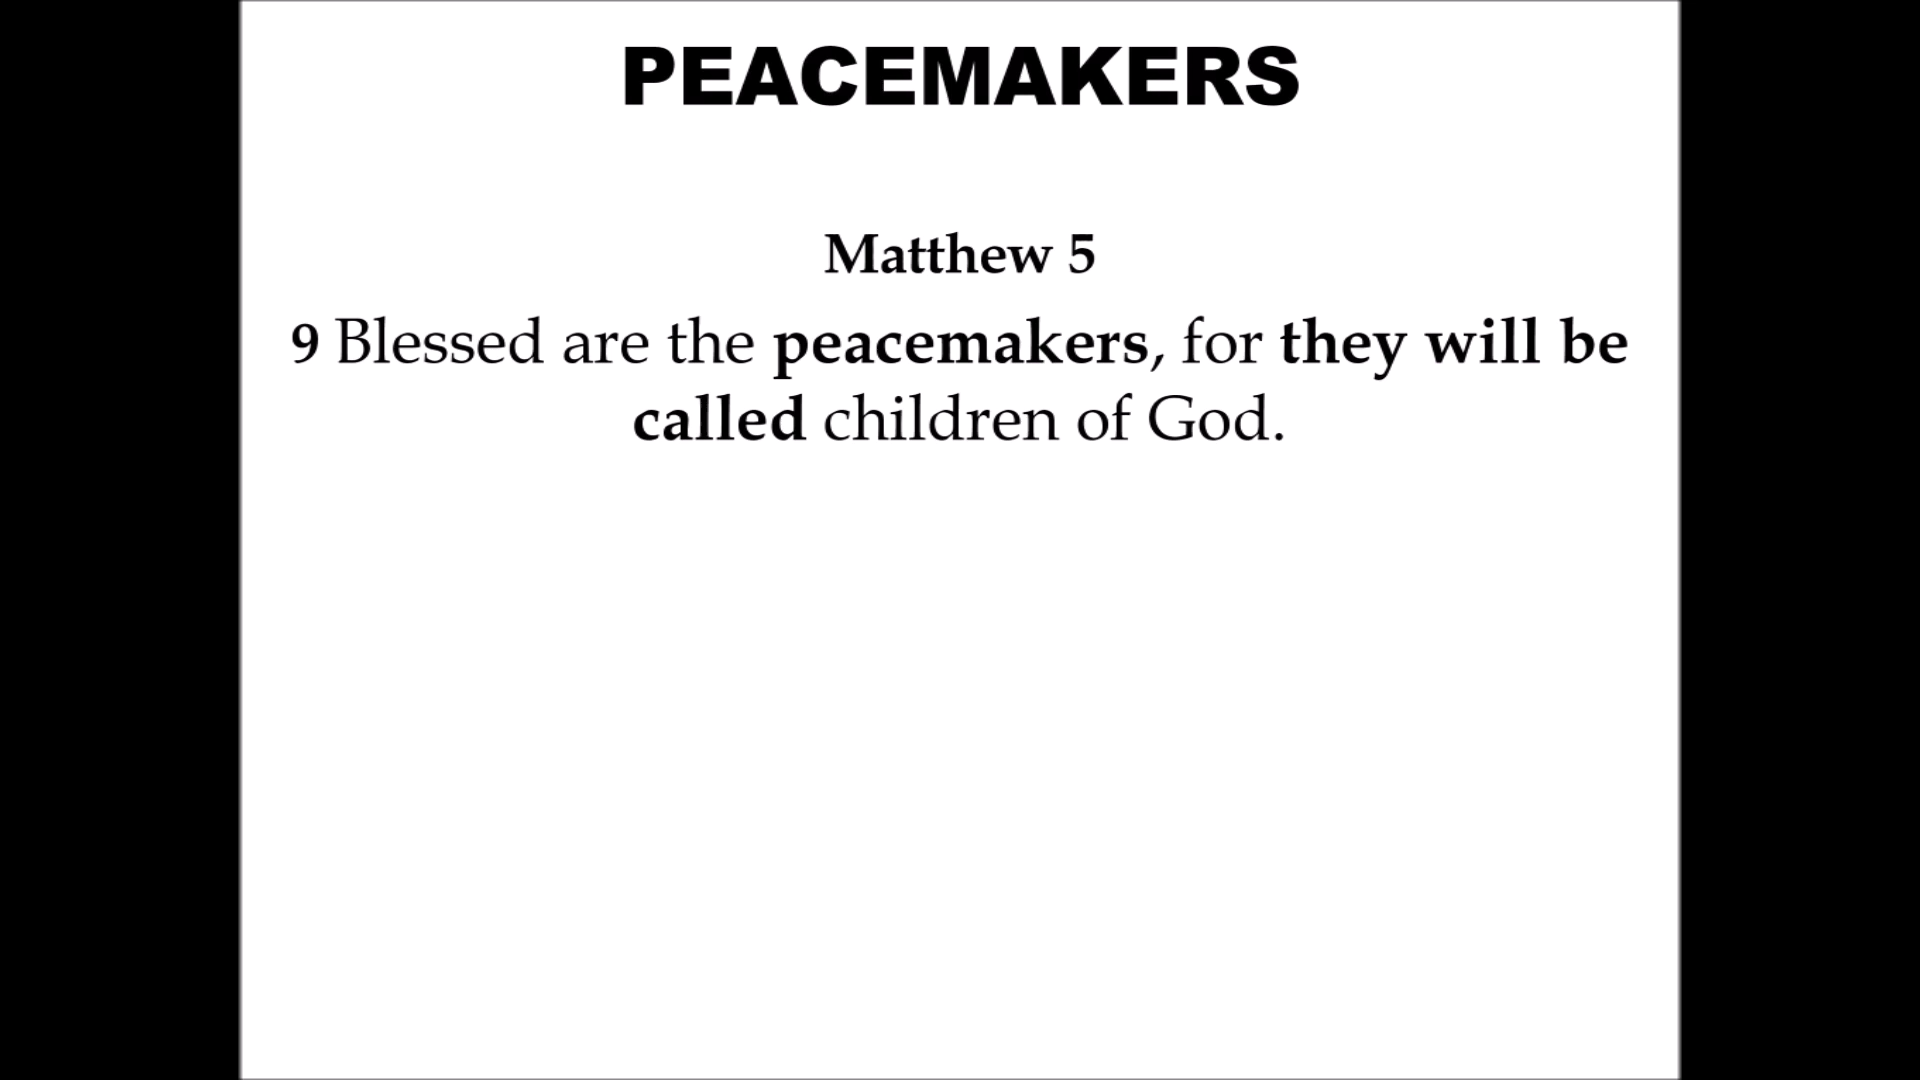 PEACEMAKERS
Matthew 5
9 Blessed are the peacemakers, for they will be
called children of God.